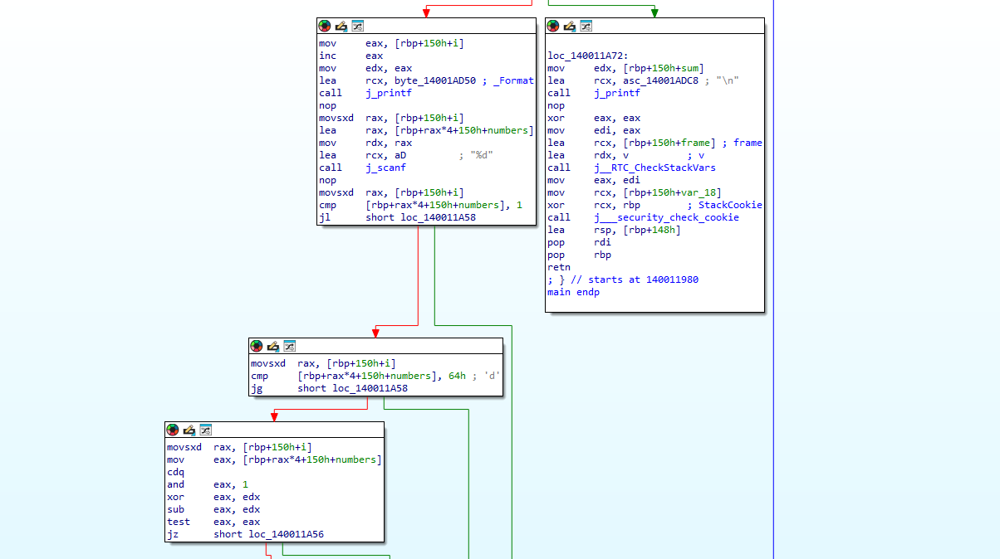 mov eax, [rbp+150h+i]
inc eax
mov edx, eax
lea rcx, byte_14001AD50 ; _Format
call j_printf
nop
movsxd rax, [rbp+150h+i]
lea rax, [rbp+rax*4+150h+numbers]
mov rdx, rax
lea rcx, aD ; "%d"
call j_scanf
nop
movsxd rax, [rbp+150h+i]
cmp [rbp+rax*4+150h+numbers], 1
jl short loc_140011A58
loc_140011A72:
mov edx, [rbp+150h+sum]
lea rcx, asc_14001ADC8 ; "\n"
call j_printf
nop
xor eax, eax
mov edi, eax
lea rcx, [rbp+150h+frame] ; frame
lea rdx, v ; v
call j__RTC_CheckStackVars
mov eax, edi
mov rcx, [rbp+150h+var_18]
xor rcx, rbp ; StackCookie
call j___security_check_cookie
lea rsp, [rbp+148h]
pop rdi
pop rbp
retn
; } // starts at 140011980
main endp
movsxd rax, [rbp+150h+i]
cmp [rbp+rax*4+150h+numbers], 64h ; 'd'
jg short loc_140011A58
movsxd rax, [rbp+150h+i]
mov eax, [rbp+rax*4+150h+numbers]
cdq
and eax, 1
xor eax, edx
sub eax, edx
test eax, eax
jz short loc_140011A56